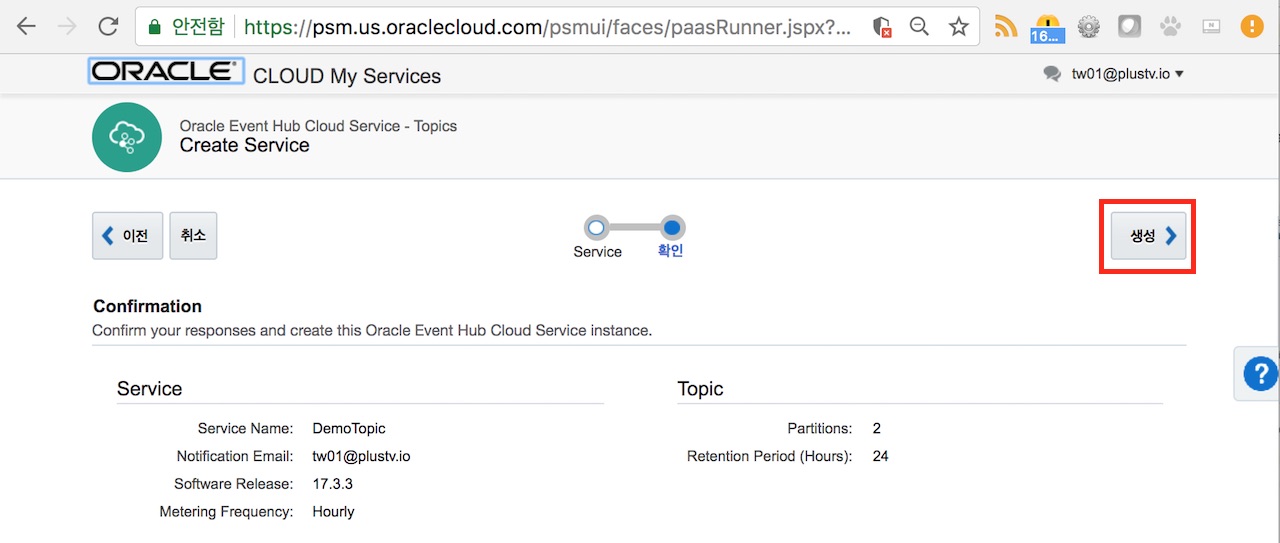 안전함 https://psm.us.oraclecloud.com/psmui/faces/paasRunner.jspx?...
16...
ORACLE CLOUD My Services
tw01@plustv.io
Oracle Event Hub Cloud Service - Topics
Create Service
이전 취소
Service 확인
생성
Confirmation
Confirm your responses and create this Oracle Event Hub Cloud Service instance.
?
Service Topic
Service Name: DemoTopic Partitions: 2
Notification Email: tw01@plustv.io Retention Period (Hours): 24
Software Release: 17.3.3
Metering Frequency: Hourly